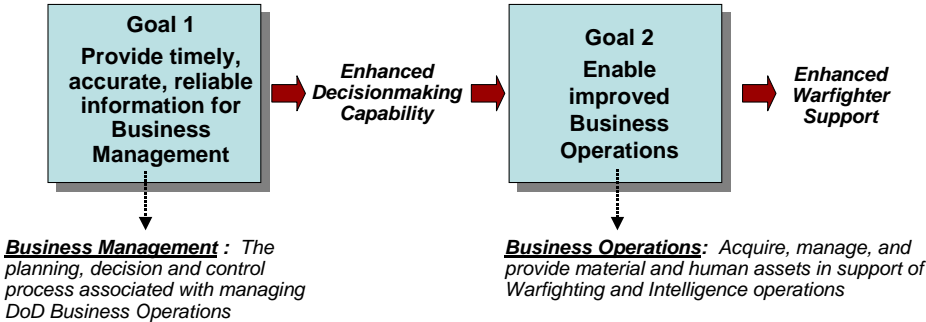 Goal 1
Provide timely,
accurate, reliable
information for
Business
Management
Enhanced
Decisionmaking
Capability
Goal 2
Enable
improved
Business
Operations
Enhanced
Warfighter
Support
Business Management : The
planning, decision and control
process associated with managing
DoD Business Operations
Business Operations: Acquire, manage, and
provide material and human assets in support of
Warfighting and Intelligence operations